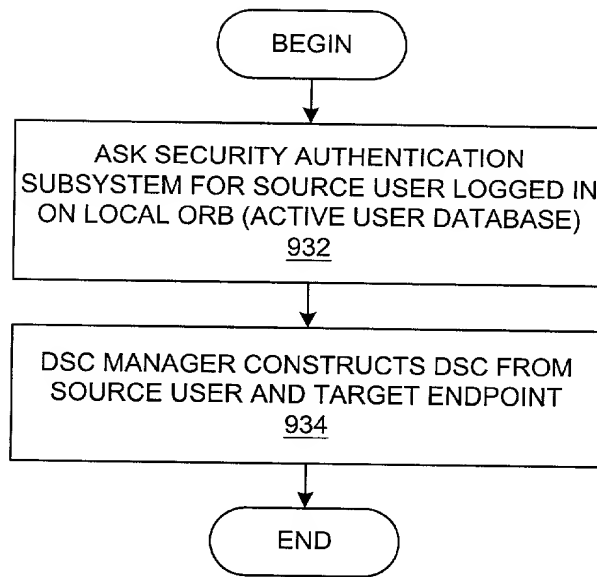 BEGIN
ASK SECURITY AUTHENTICATION
SUBSYSTEM FOR SOURCE USER LOGGED IN
ON LOCAL ORB (ACTIVE USER DATABASE)
932
DSC MANAGER CONSTRUCTS DSC FROM
SOURCE USER AND TARGET ENDPOINT
934
END